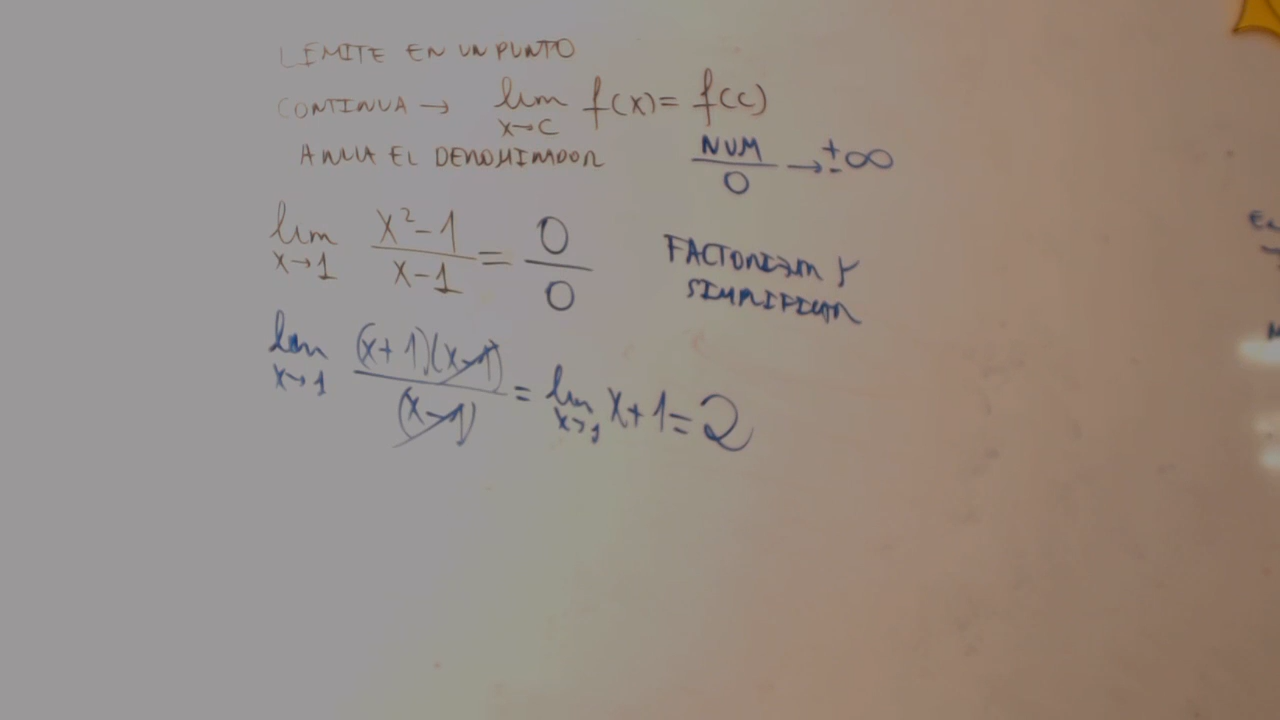 LIMITE EN UN PUNTO
CONTINUA → lim x→c f(x) = f(c)
ANULA EL DENOMINADOR NUM/0 → ±∞
lim x→1 (x²-1)/(x-1) = 0/0 FACTORIZAR Y
SIMPLIFICAR
lim x→1 (x+1)(x-1)/(x-1) = lim x→1 x+1 = 2